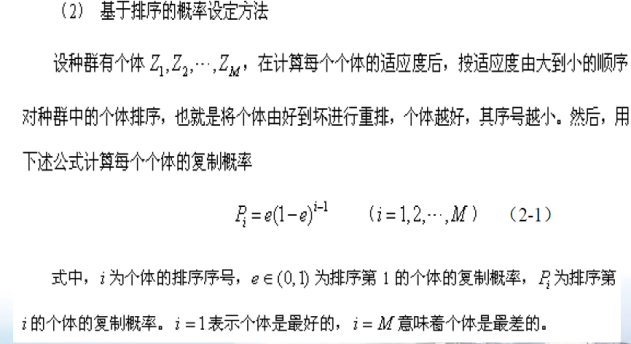 （2） 基于排序的概率设定方法
设种群有个体 Z₁,Z₂,⋯,Z_M，在计算每个个体的适应度后，按适应度由大到小的顺序
对种群中的个体排序，也就是将个体由好到坏进行重排，个体越好，其序号越小。然后，用
下述公式计算每个个体的复制概率
P_i = e(1−e)^{i−1} （i = 1,2,⋯,M） （2-1）
式中，i 为个体的排序序号，e∈(0,1) 为排序第 1 的个体的复制概率，P_i 为排序第
i 的个体的复制概率。i = 1 表示个体是最好的，i = M 意味着个体是最差的。